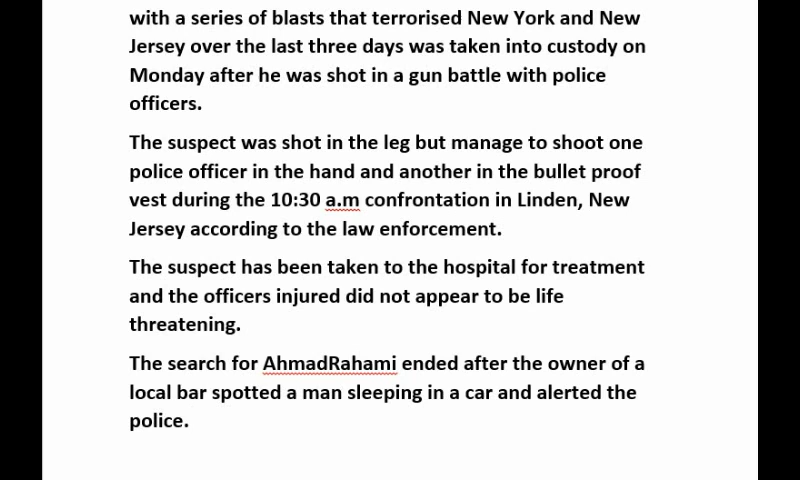 with a series of blasts that terrorised New York and New
Jersey over the last three days was taken into custody on
Monday after he was shot in a gun battle with police
officers.
The suspect was shot in the leg but manage to shoot one
police officer in the hand and another in the bullet proof
vest during the 10:30 a.m confrontation in Linden, New
Jersey according to the law enforcement.
The suspect has been taken to the hospital for treatment
and the officers injured did not appear to be life
threatening.
The search for AhmadRahami ended after the owner of a
local bar spotted a man sleeping in a car and alerted the
police.